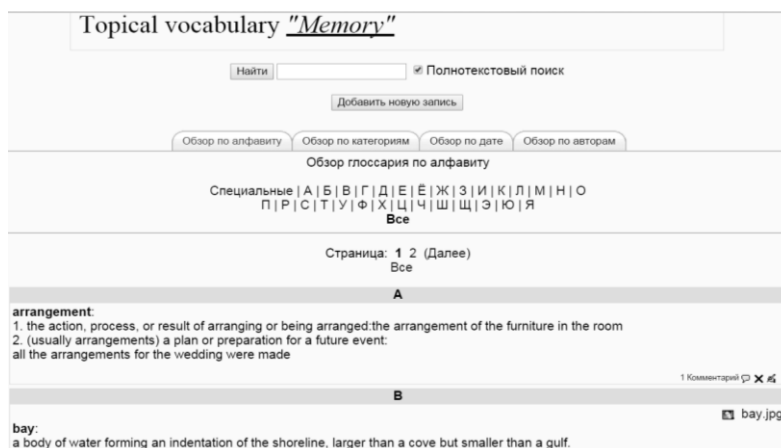 Topical vocabulary "Memory"
Найти
Полнотекстовый поиск
Добавить новую запись
Обзор по алфавиту Обзор по категориям Обзор по дате Обзор по авторам
Обзор глоссария по алфавиту
Специальные | А | Б | В | Г | Д | Е | Ё | Ж | З | И | К | Л | М | Н | О
П | Р | С | Т | У | Ф | Х | Ц | Ч | Ш | Щ | Э | Ю | Я
Все
Страница: 1 2 (Далее)
Все
A
arrangement:
1. the action, process, or result of arranging or being arranged:the arrangement of the furniture in the room
2. (usually arrangements) a plan or preparation for a future event:
all the arrangements for the wedding were made
1 Комментарий
B
bay.jpg
bay:
a body of water forming an indentation of the shoreline, larger than a cove but smaller than a gulf.